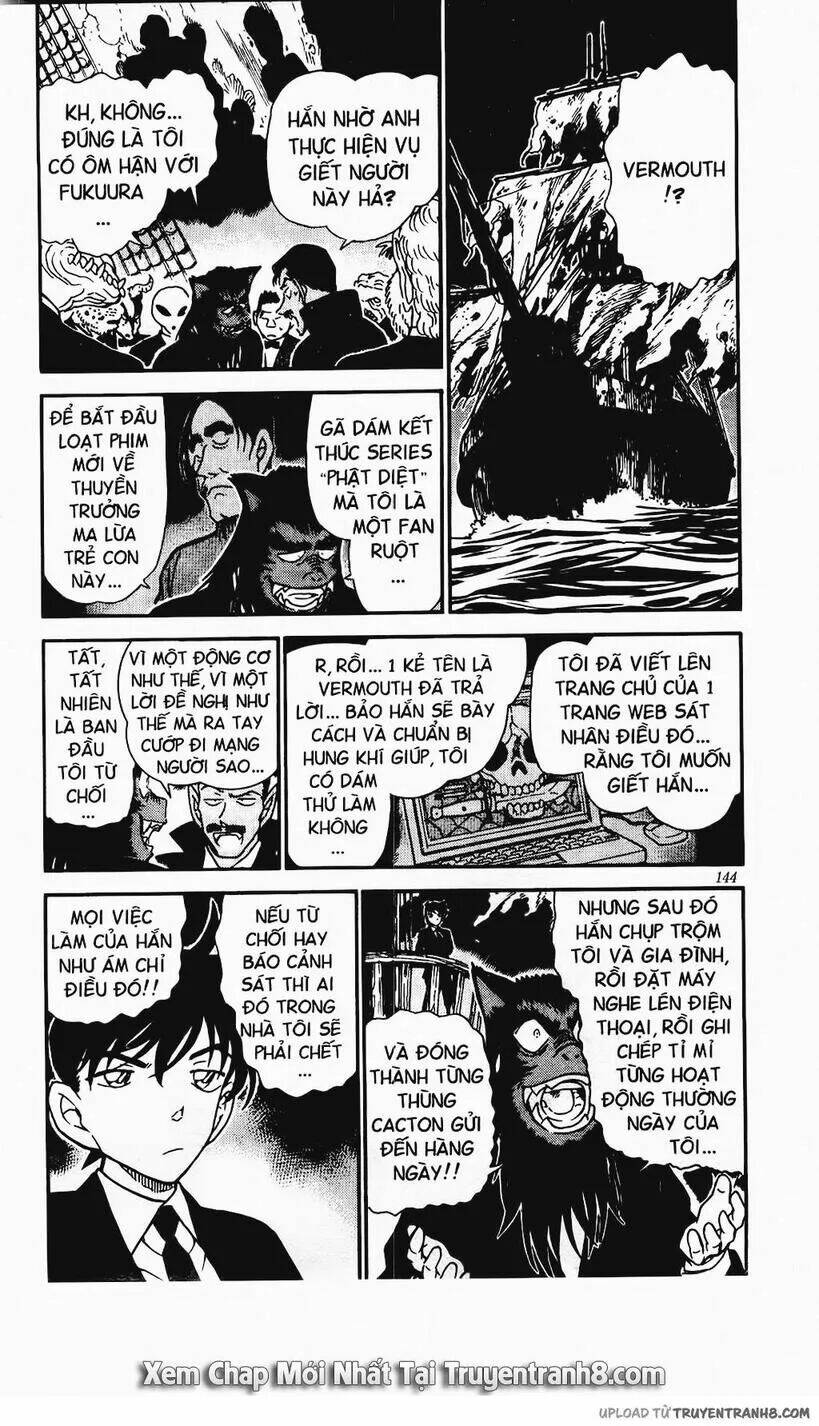 VERMOUTH
!?
HẮN NHỜ ANH
THỰC HIỆN VỤ
GIẾT NGƯỜI
NÀY HẢ?
KH, KHÔNG...
ĐÚNG LÀ TÔI
CÓ ÔM HẬN VỚI
FUKUURA
...
GÃ DÁM KẾT
THÚC SERIES
"PHẬT DIỆT"
MÀ TÔI LÀ
MỘT FAN
RUỘT
...
ĐỂ BẮT ĐẦU
LOẠT PHIM
MỚI VỀ
THUYỀN
TRƯỞNG
MA LỪA
TRẺ CON
NÀY...
TÔI ĐÃ VIẾT LÊN
TRANG CHỦ CỦA 1
TRANG WEB SÁT
NHÂN ĐIỀU ĐÓ...
RẰNG TÔI MUỐN
GIẾT HẮN...
R, RỒI... 1 KẺ TÊN LÀ
VERMOUTH ĐÃ TRẢ
LỜI... BẢO HẮN SẼ BÀY
CÁCH VÀ CHUẨN BỊ
HUNG KHÍ GIÚP, TÔI
CÓ DÁM
THỬ LÀM
KHÔNG
...
VÌ MỘT ĐỘNG CƠ
NHƯ THẾ, VÌ MỘT
LỜI ĐỀ NGHỊ NHƯ
THẾ MÀ RA TAY
CƯỚP ĐI MẠNG
NGƯỜI SAO...
TẤT,
TẤT
NHIÊN
LÀ BAN
ĐẦU
TÔI TỪ
CHỐI
...
144
NHƯNG SAU ĐÓ
HẮN CHỤP TRỘM
TÔI VÀ GIA ĐÌNH,
RỒI ĐẶT MÁY
NGHE LÉN ĐIỆN
THOẠI, RỒI GHI
CHÉP TỈ MỈ
TỪNG HOẠT
ĐỘNG THƯỜNG
NGÀY CỦA
TÔI...
VÀ ĐÓNG
THÀNH TỪNG
THÙNG
CACTON GỬI
ĐẾN HÀNG
NGÀY!!
NẾU TỪ
CHỐI HAY
BÁO CẢNH
SÁT THÌ AI
ĐÓ TRONG
NHÀ TÔI SẼ
PHẢI CHẾT
...
MỌI VIỆC
LÀM CỦA HẮN
NHƯ ÁM CHỈ
ĐIỀU ĐÓ!!
Xem Chap Mới Nhất Tại Truyentranh8.com
UPLOAD TỪ TRUYENTRANH8.COM